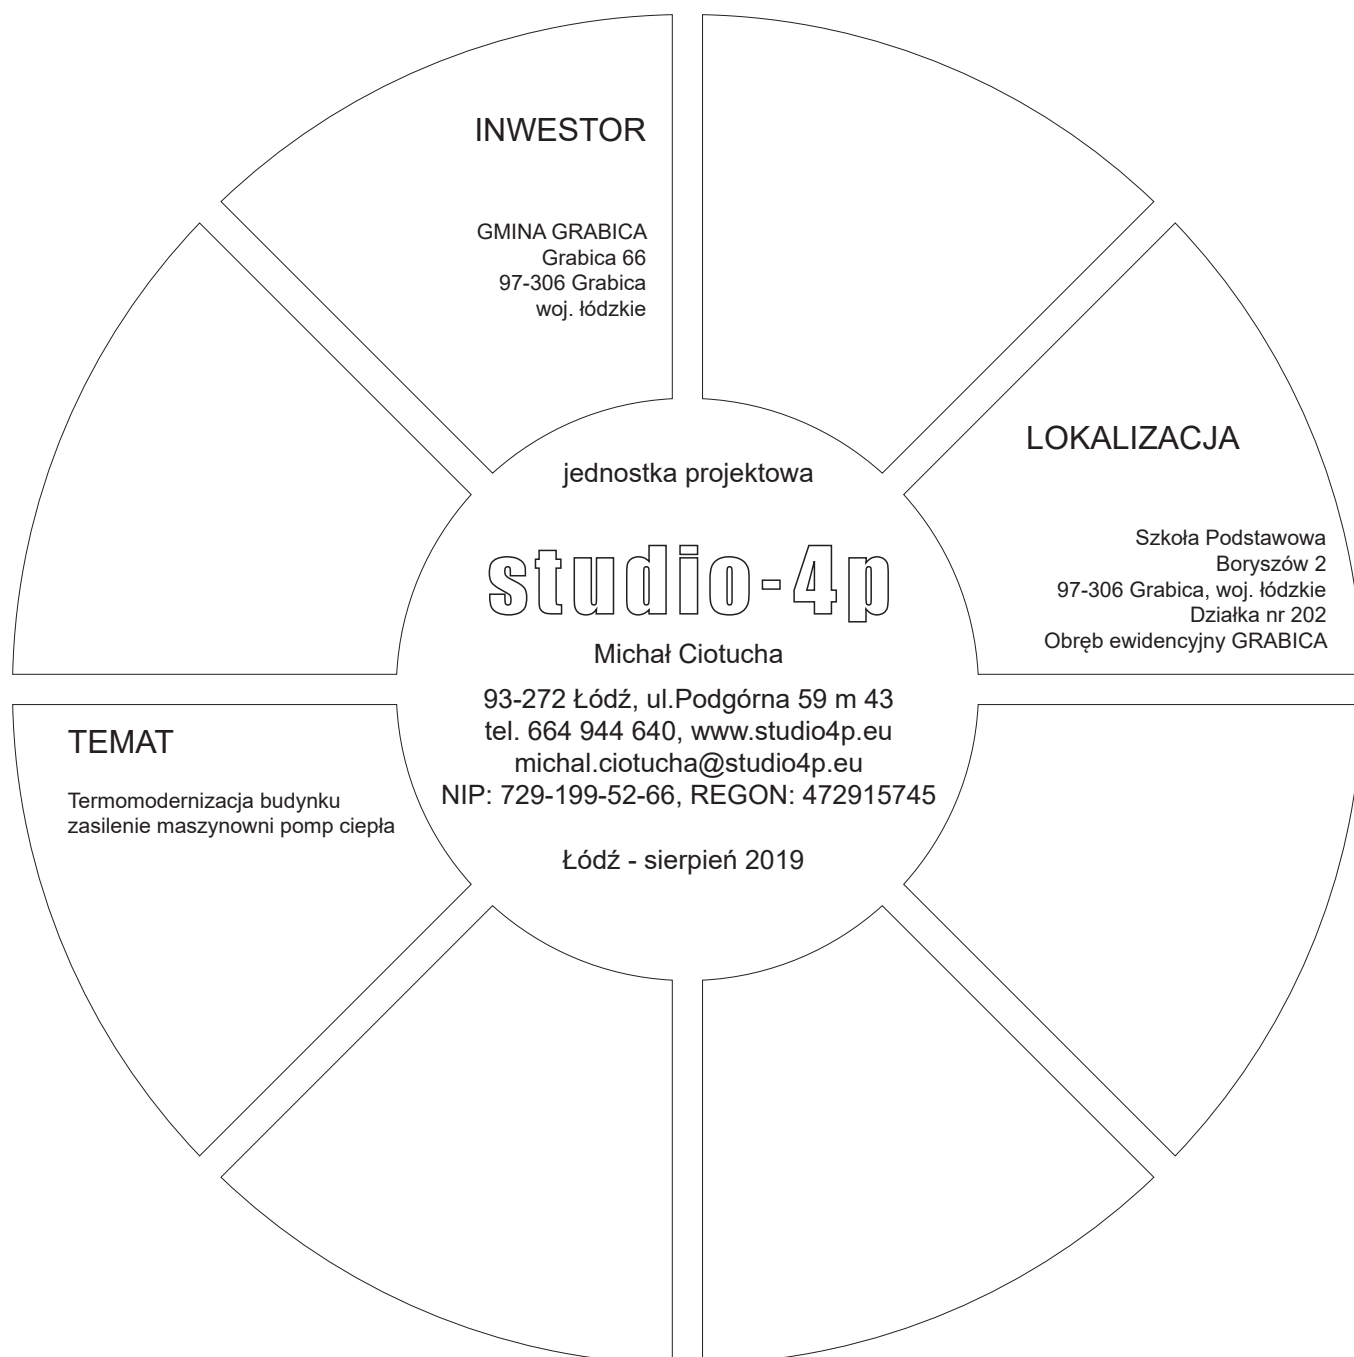 INWESTOR
GMINA GRABICA
Grabica 66
97-306 Grabica
woj. łódzkie
LOKALIZACJA
Szkoła Podstawowa
Boryszów 2
97-306 Grabica, woj. łódzkie
Działka nr 202
Obręb ewidencyjny GRABICA
jednostka projektowa
studio-4p
Michał Ciotucha
93-272 Łódź, ul.Podgórna 59 m 43
tel. 664 944 640, www.studio4p.eu
michal.ciotucha@studio4p.eu
NIP: 729-199-52-66, REGON: 472915745
Łódź - sierpień 2019
TEMAT
Termomodernizacja budynku
zasilenie maszynowni pomp ciepła